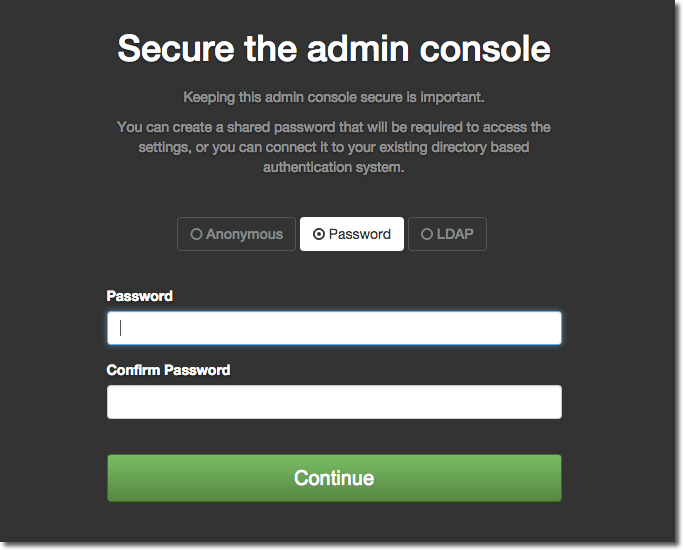 Secure the admin console
Keeping this admin console secure is important.
You can create a shared password that will be required to access the
settings, or you can connect it to your existing directory based
authentication system.
Anonymous Password LDAP
Password
Confirm Password
Continue